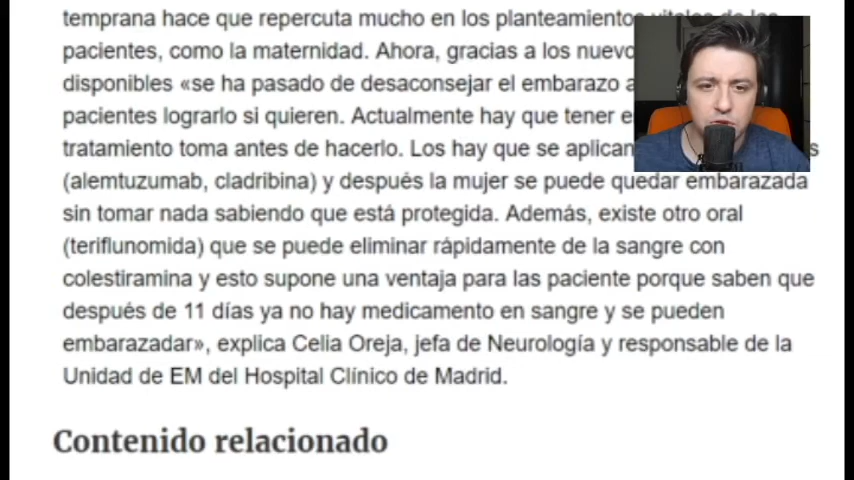 temprana hace que repercuta mucho en los planteamientos vitales de las
pacientes, como la maternidad. Ahora, gracias a los nuevo
disponibles «se ha pasado de desaconsejar el embarazo a
pacientes lograrlo si quieren. Actualmente hay que tener e
tratamiento toma antes de hacerlo. Los hay que se aplican s
(alemtuzumab, cladribina) y después la mujer se puede quedar embarazada
sin tomar nada sabiendo que está protegida. Además, existe otro oral
(teriflunomida) que se puede eliminar rápidamente de la sangre con
colestiramina y esto supone una ventaja para las paciente porque saben que
después de 11 días ya no hay medicamento en sangre y se pueden
embarazadar», explica Celia Oreja, jefa de Neurología y responsable de la
Unidad de EM del Hospital Clínico de Madrid.
Contenido relacionado